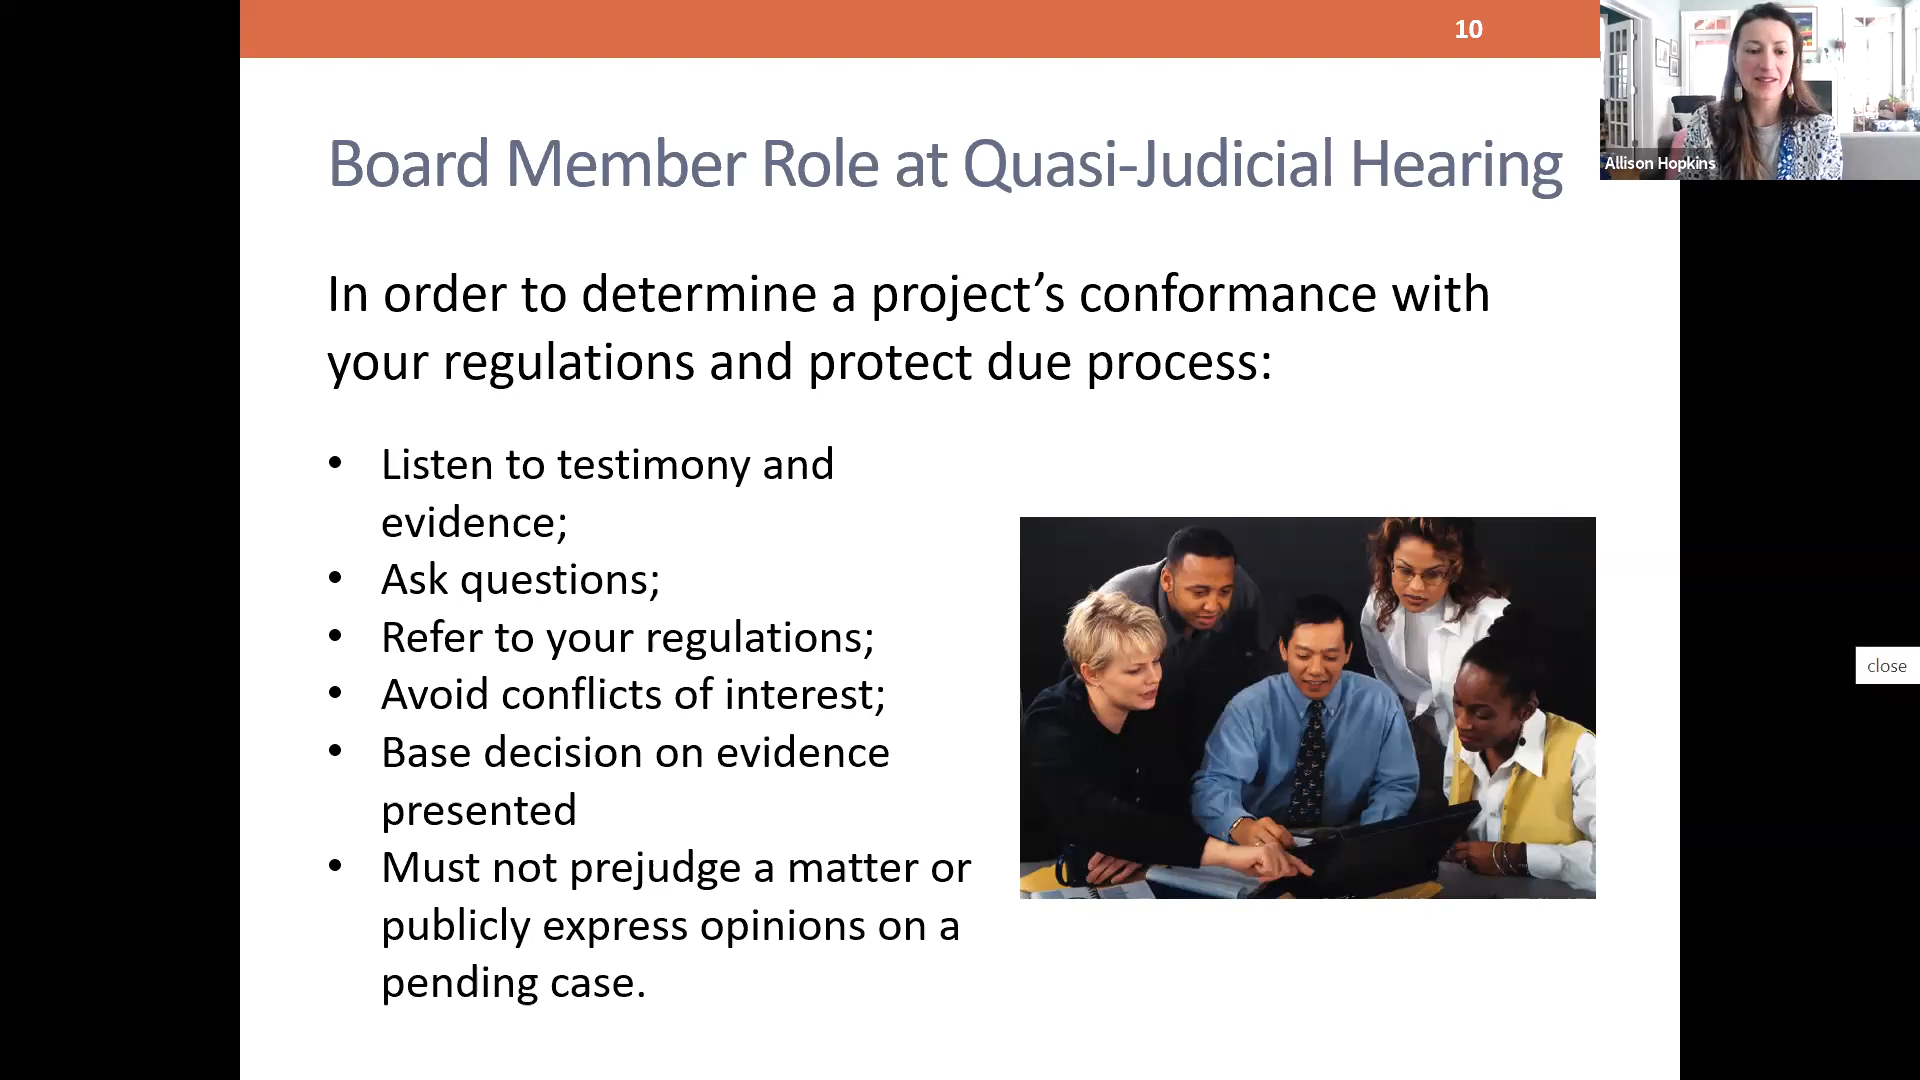 10
Allison Hopkins
Board Member Role at Quasi-Judicial Hearing
In order to determine a project’s conformance with
your regulations and protect due process:
• Listen to testimony and
evidence;
• Ask questions;
• Refer to your regulations;
• Avoid conflicts of interest;
• Base decision on evidence
presented
• Must not prejudge a matter or
publicly express opinions on a
pending case.
close